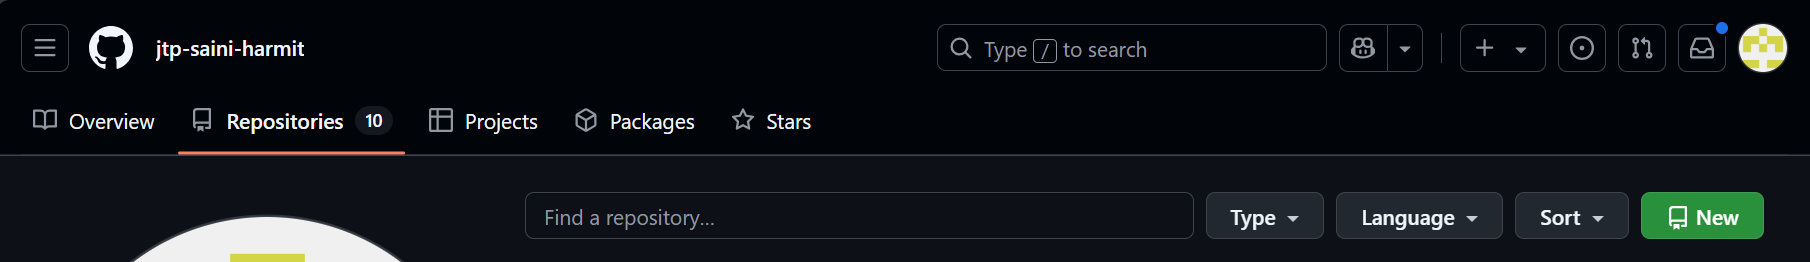 jtp-saini-harmit
Type / to search
Overview Repositories 10 Projects Packages Stars
Find a repository... Type Language Sort New